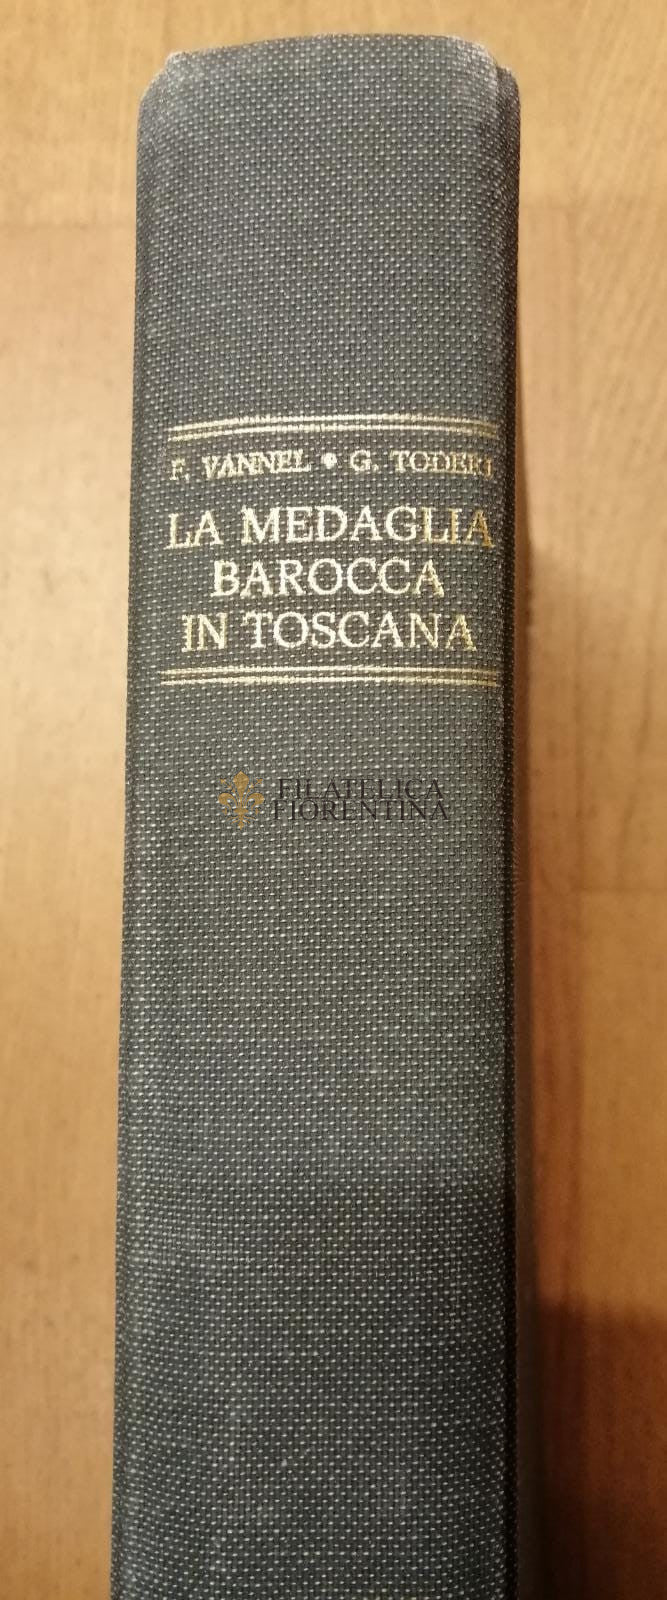 F. VANNEL • G. TODERI
LA MEDAGLIA
BAROCCA
IN TOSCANA
FILATELICA
FIORENTINA